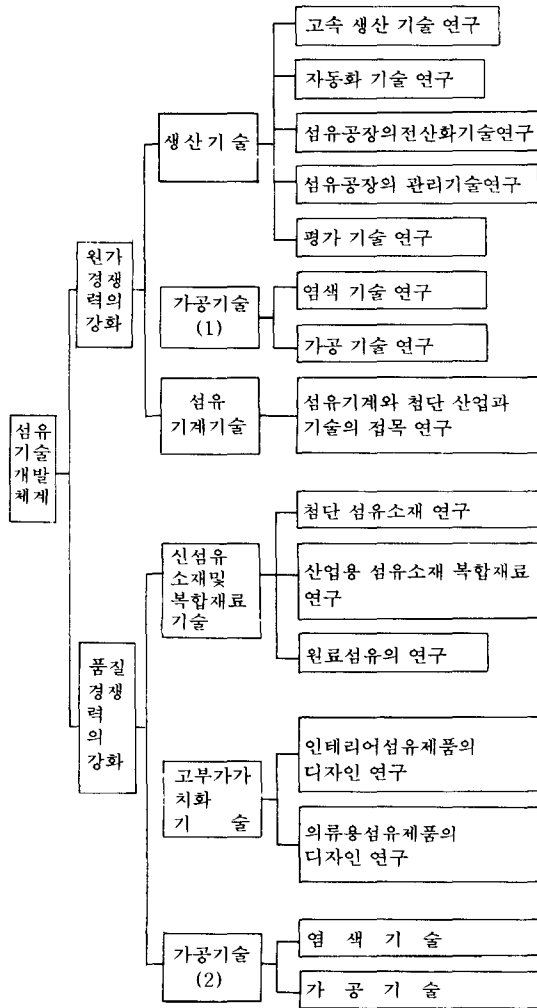 고속 생산 기술 연구
자동화 기술 연구
생산기술
섬유공장의전산화기술연구
섬유공장의 관리기술연구
평가 기술 연구
원가
경쟁
력의
강화
가공기술
(1)
염색 기술 연구
가공 기술 연구
섬유
기계기술
섬유기계와 첨단 산업과
기술의 접목 연구
섬유
기술
개발
체계
신섬유
소재및
복합재료
기술
첨단 섬유소재 연구
산업용 섬유소재 복합재료
연구
원료섬유의 연구
품질
경쟁
력
의
강화
고부가가
치화
기 술
인테리어섬유제품의
디자인 연구
의류용섬유제품의
디자인 연구
가공기술
(2)
염 색 기 술
가 공 기 술